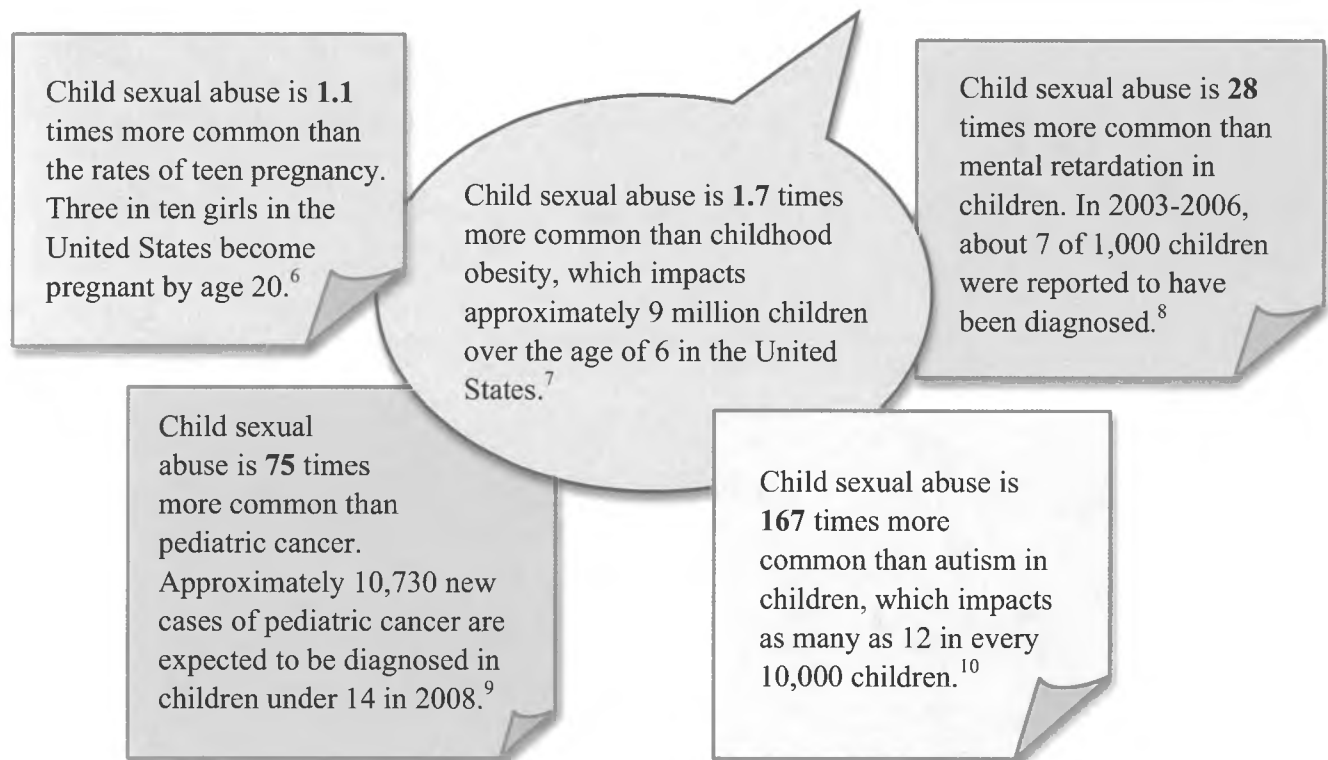 Child sexual abuse is 1.1
times more common than
the rates of teen pregnancy.
Three in ten girls in the
United States become
pregnant by age 20.6
Child sexual abuse is 1.7 times
more common than childhood
obesity, which impacts
approximately 9 million children
over the age of 6 in the United
States.7
Child sexual abuse is 28
times more common than
mental retardation in
children. In 2003-2006,
about 7 of 1,000 children
were reported to have
been diagnosed.8
Child sexual
abuse is 75 times
more common than
pediatric cancer.
Approximately 10,730 new
cases of pediatric cancer are
expected to be diagnosed in
children under 14 in 2008.9
Child sexual abuse is
167 times more
common than autism in
children, which impacts
as many as 12 in every
10,000 children.10